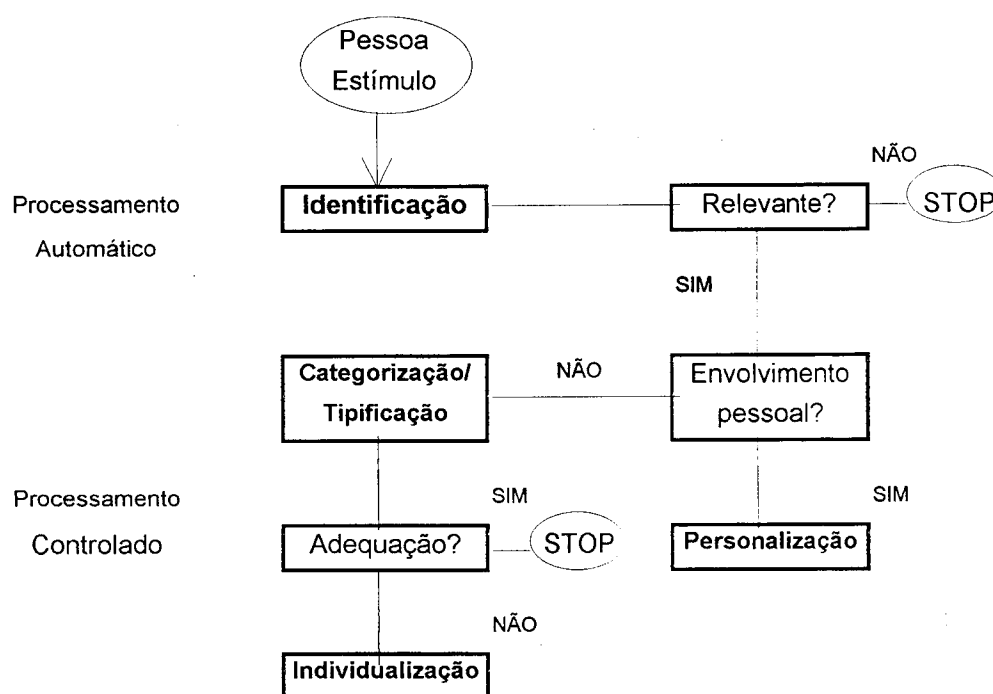 Pessoa
Estímulo
NÃO
Processamento
Automático
Identificação
Relevante?
STOP
SIM
Categorização/
Tipificação
NÃO
Envolvimento
pessoal?
Processamento
Controlado
SIM
SIM
Adequação?
STOP
Personalização
NÃO
Individualização